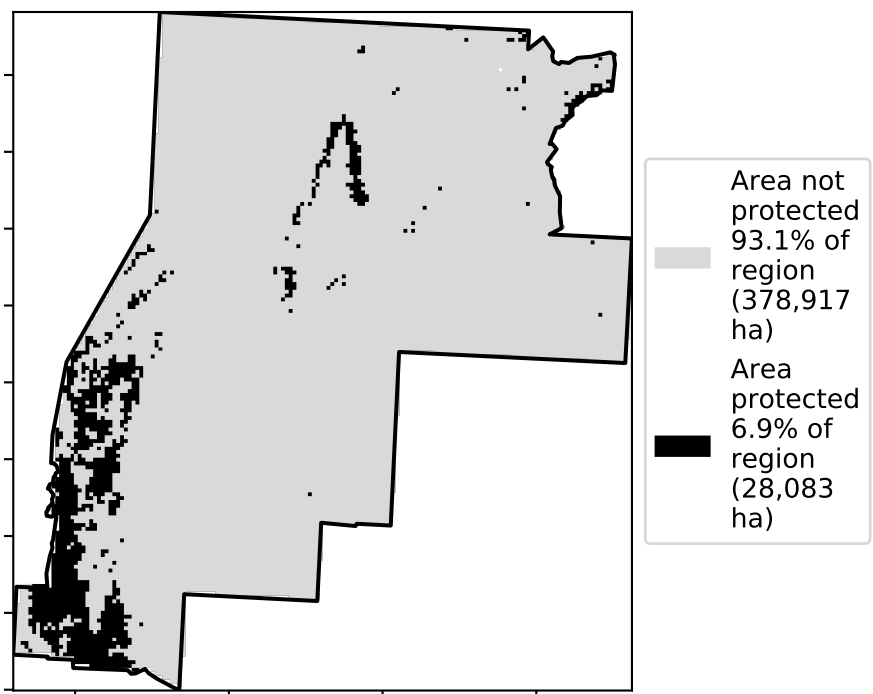 Area not
protected
93.1% of
region
(378,917
ha)
Area
protected
6.9% of
region
(28,083
ha)